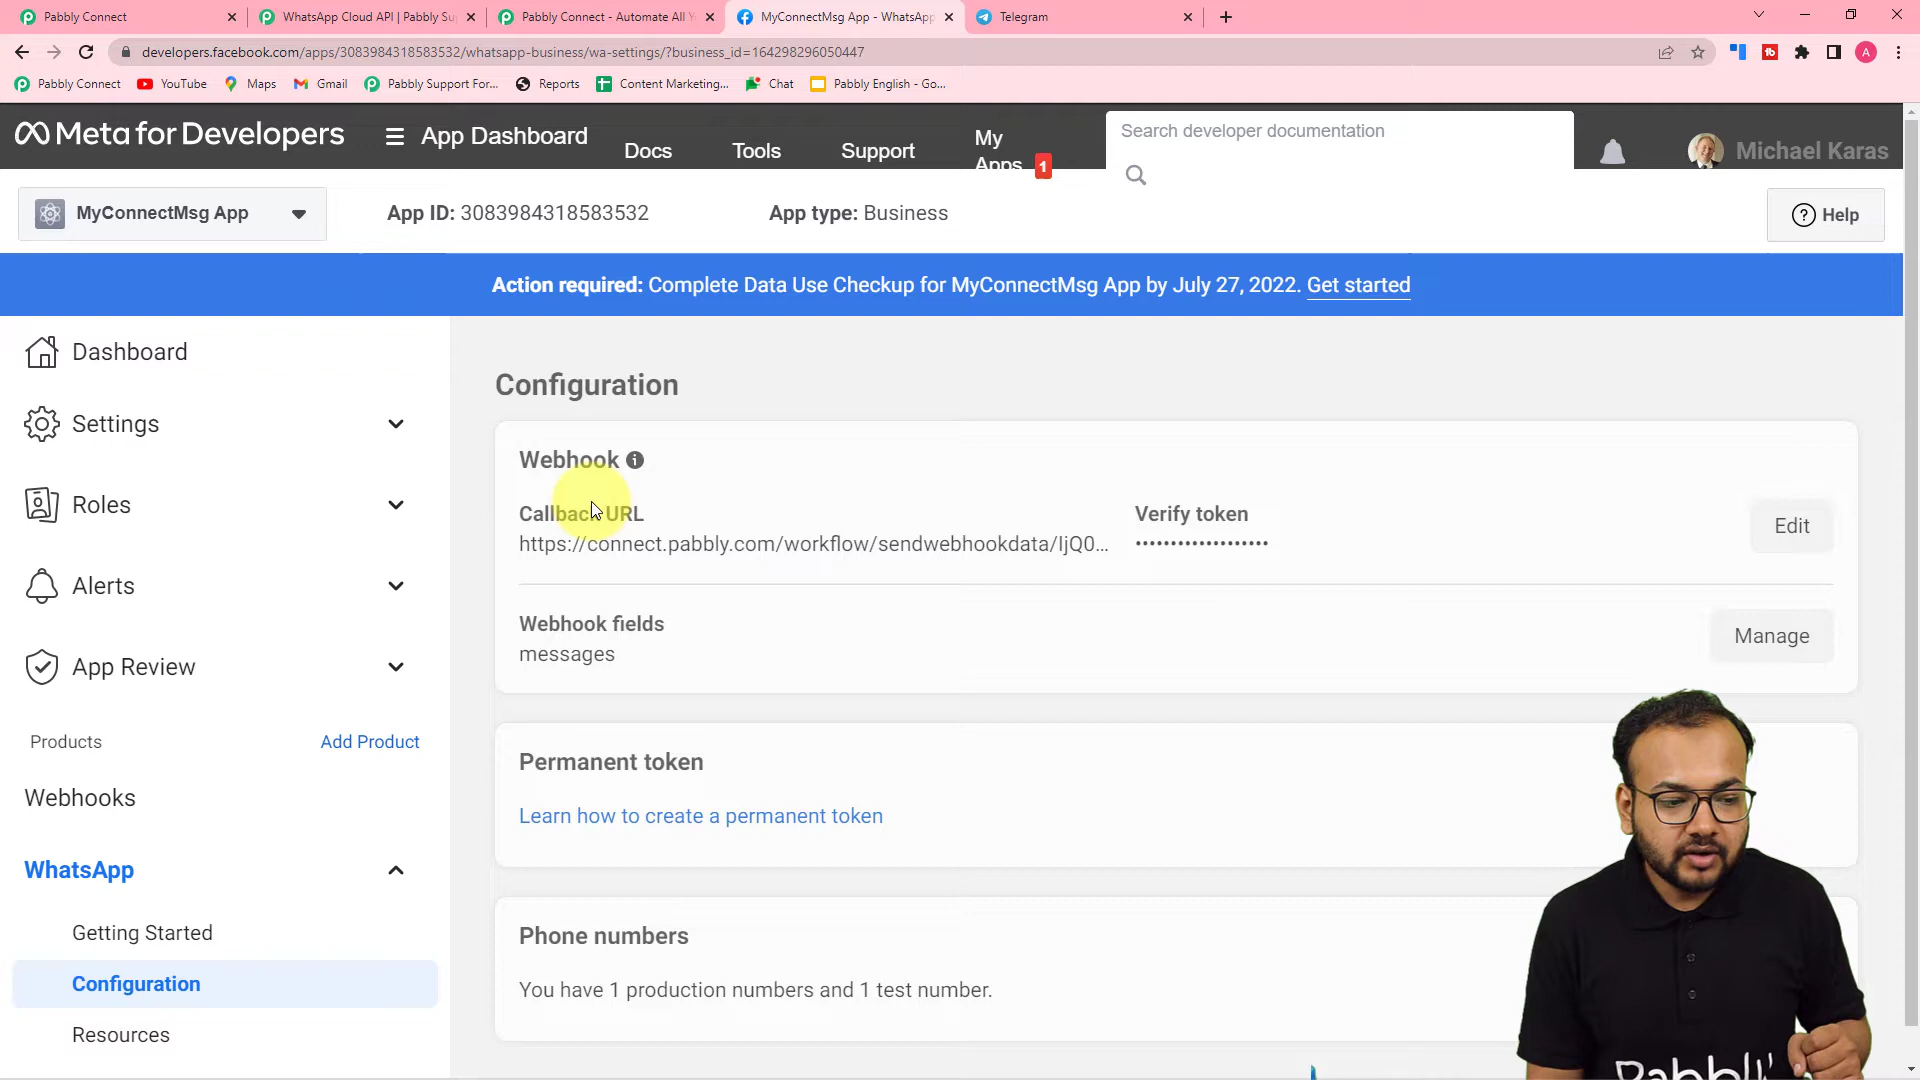 Pabbly Connect
WhatsApp Cloud API | Pabbly Su
Pabbly Connect - Automate All Y
MyConnectMsg App - WhatsApp
Telegram
developers.facebook.com/apps/3083984318583532/whatsapp-business/wa-settings/?business_id=164298296050447
A
Pabbly Connect
YouTube
Maps
Gmail
Pabbly Support For...
Reports
Content Marketing...
Chat
Pabbly English - Go...
Meta for Developers
App Dashboard
Docs
Tools
Support
My Apps
1
Search developer documentation
Michael Karas
MyConnectMsg App
App ID: 3083984318583532
App type: Business
Help
Action required: Complete Data Use Checkup for MyConnectMsg App by July 27, 2022. Get started
Dashboard
Settings
Roles
Alerts
App Review
Products
Add Product
Webhooks
WhatsApp
Getting Started
Configuration
Resources
Configuration
Webhook
Callback URL
https://connect.pabbly.com/workflow/sendwebhookdata/IjQ0...
Verify token
•••••••••••••••••••
Edit
Webhook fields
messages
Manage
Permanent token
Learn how to create a permanent token
Phone numbers
You have 1 production numbers and 1 test number.
Pabbly